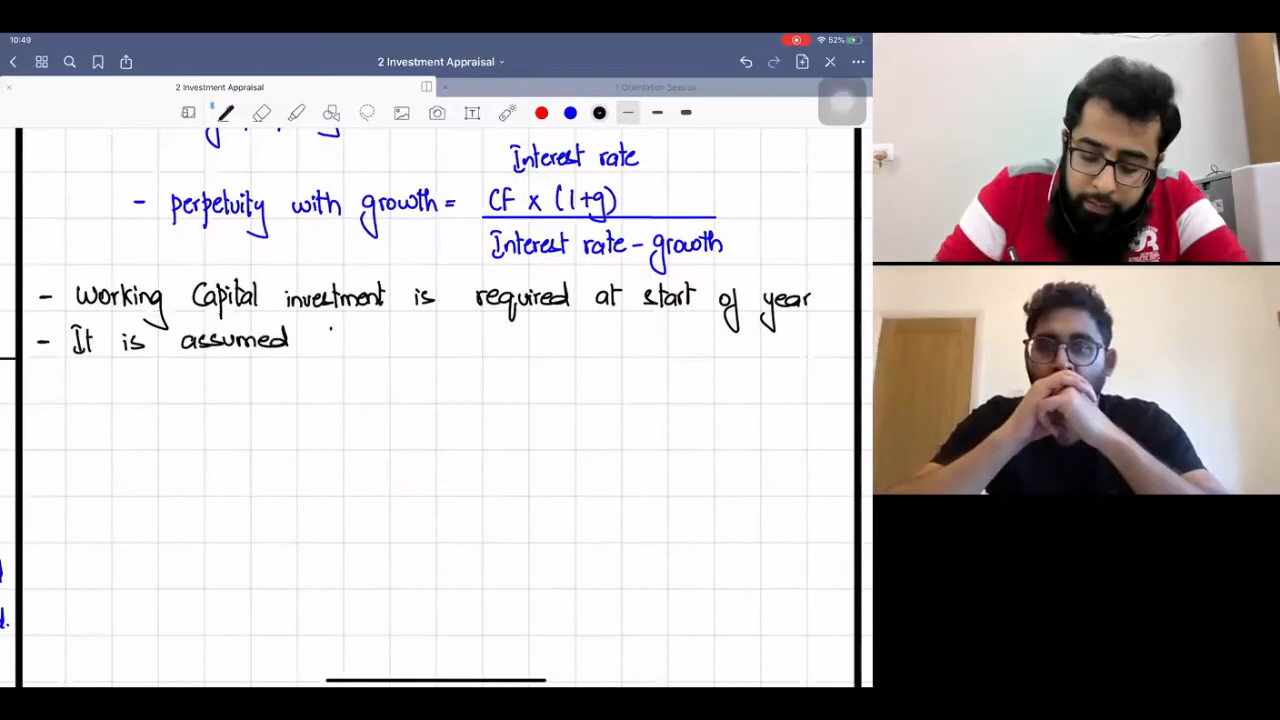 10:49
52%
2 Investment Appraisal
2 Investment Appraisal
1 Orientation Session
Interest rate
- perpetuity with growth = CF x (1+g)
Interest rate - growth
- Working Capital investment is required at start of year
- It is assumed
d.